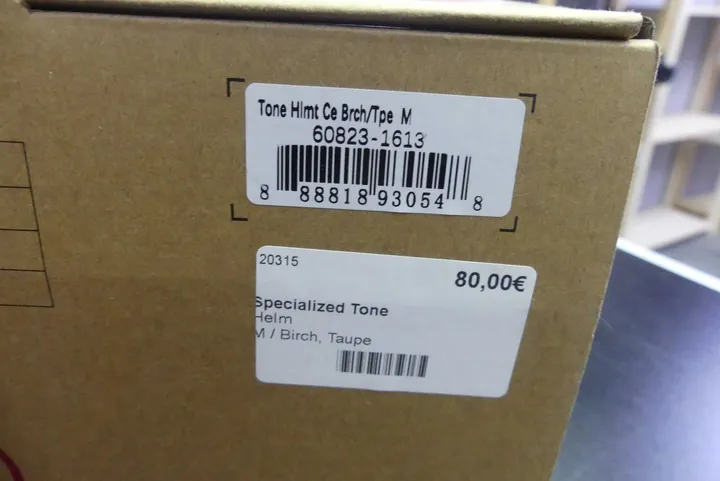 Tone Hlmt Ce Brch/Tpe M
60823-1613
8 88818 93054 8
20315
80,00€
Specialized Tone
Helm
M / Birch, Taupe